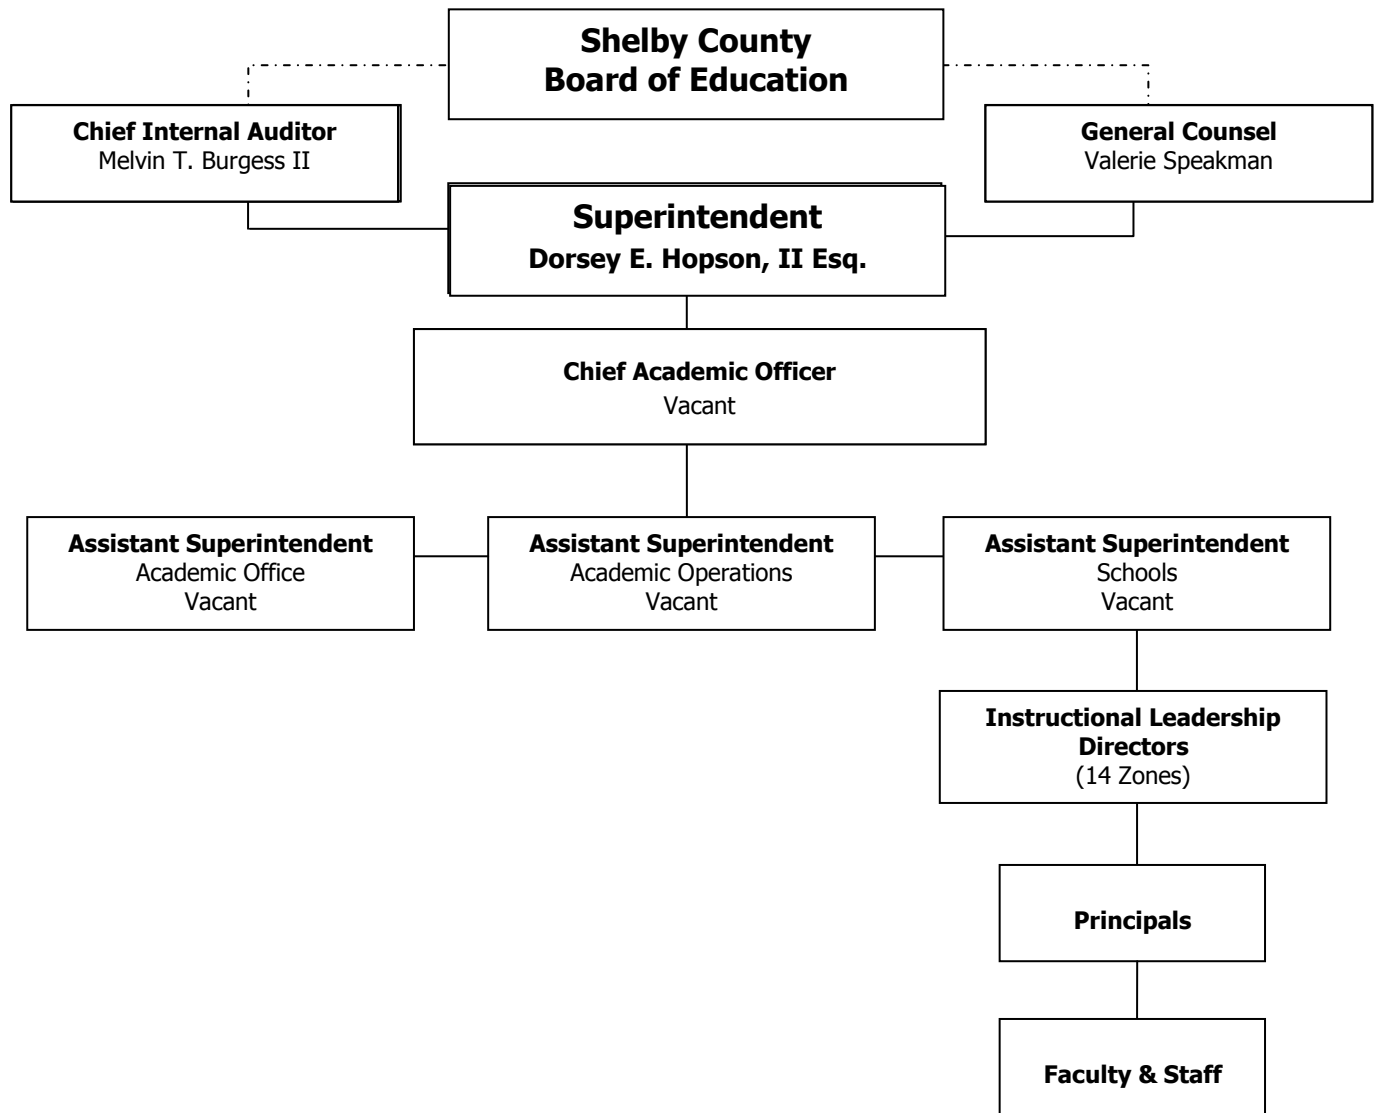 Shelby County
Board of Education
Chief Internal Auditor
Melvin T. Burgess II
General Counsel
Valerie Speakman
Superintendent
Dorsey E. Hopson, II Esq.
Chief Academic Officer
Vacant
Assistant Superintendent
Academic Office
Vacant
Assistant Superintendent
Academic Operations
Vacant
Assistant Superintendent
Schools
Vacant
Instructional Leadership
Directors
(14 Zones)
Principals
Faculty & Staff